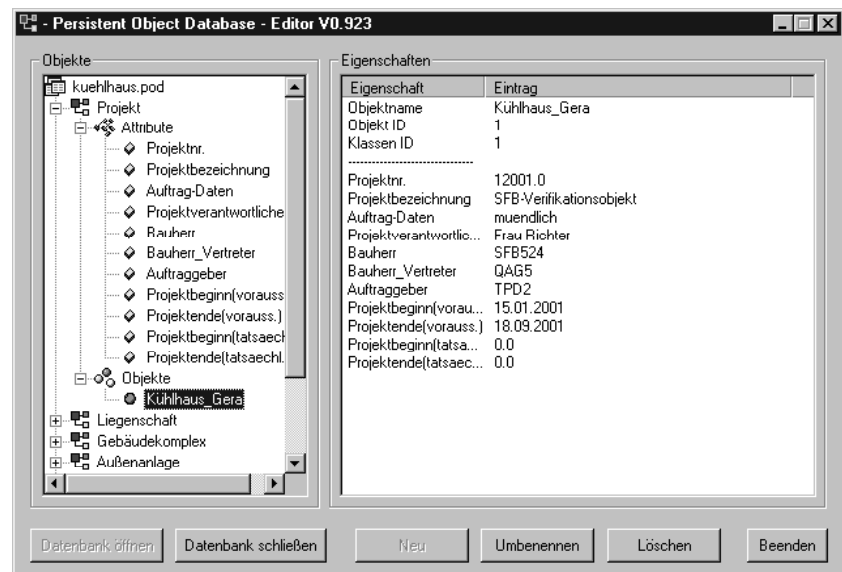 - Persistent Object Database - Editor V0.923
Objekte
kuehlhaus.pod
Projekt
Attribute
Projektnr.
Projektbezeichnung
Auftrag-Daten
Projektverantwortliche
Bauherr
Bauherr_Vertreter
Auftraggeber
Projektbeginn(vorauss
Projektende(vorauss.)
Projektbeginn(tatsaech
Projektende(tatsaechl.
Objekte
Kühlhaus_Gera
Liegenschaft
Gebäudekomplex
Außenanlage
Eigenschaften
Eigenschaft Eintrag
Objektname Kühlhaus_Gera
Objekt ID 1
Klassen ID 1
------------------------------
Projektnr. 12001.0
Projektbezeichnung SFB-Verifikationsobjekt
Auftrag-Daten muendlich
Projektverantwortlic... Frau Richter
Bauherr SFB524
Bauherr_Vertreter QAG5
Auftraggeber TPD2
Projektbeginn(vorau... 15.01.2001
Projektende(vorauss.) 18.09.2001
Projektbeginn(tatsa... 0.0
Projektende(tatsaec... 0.0
Datenbank öffnen Datenbank schließen Neu Umbenennen Löschen Beenden